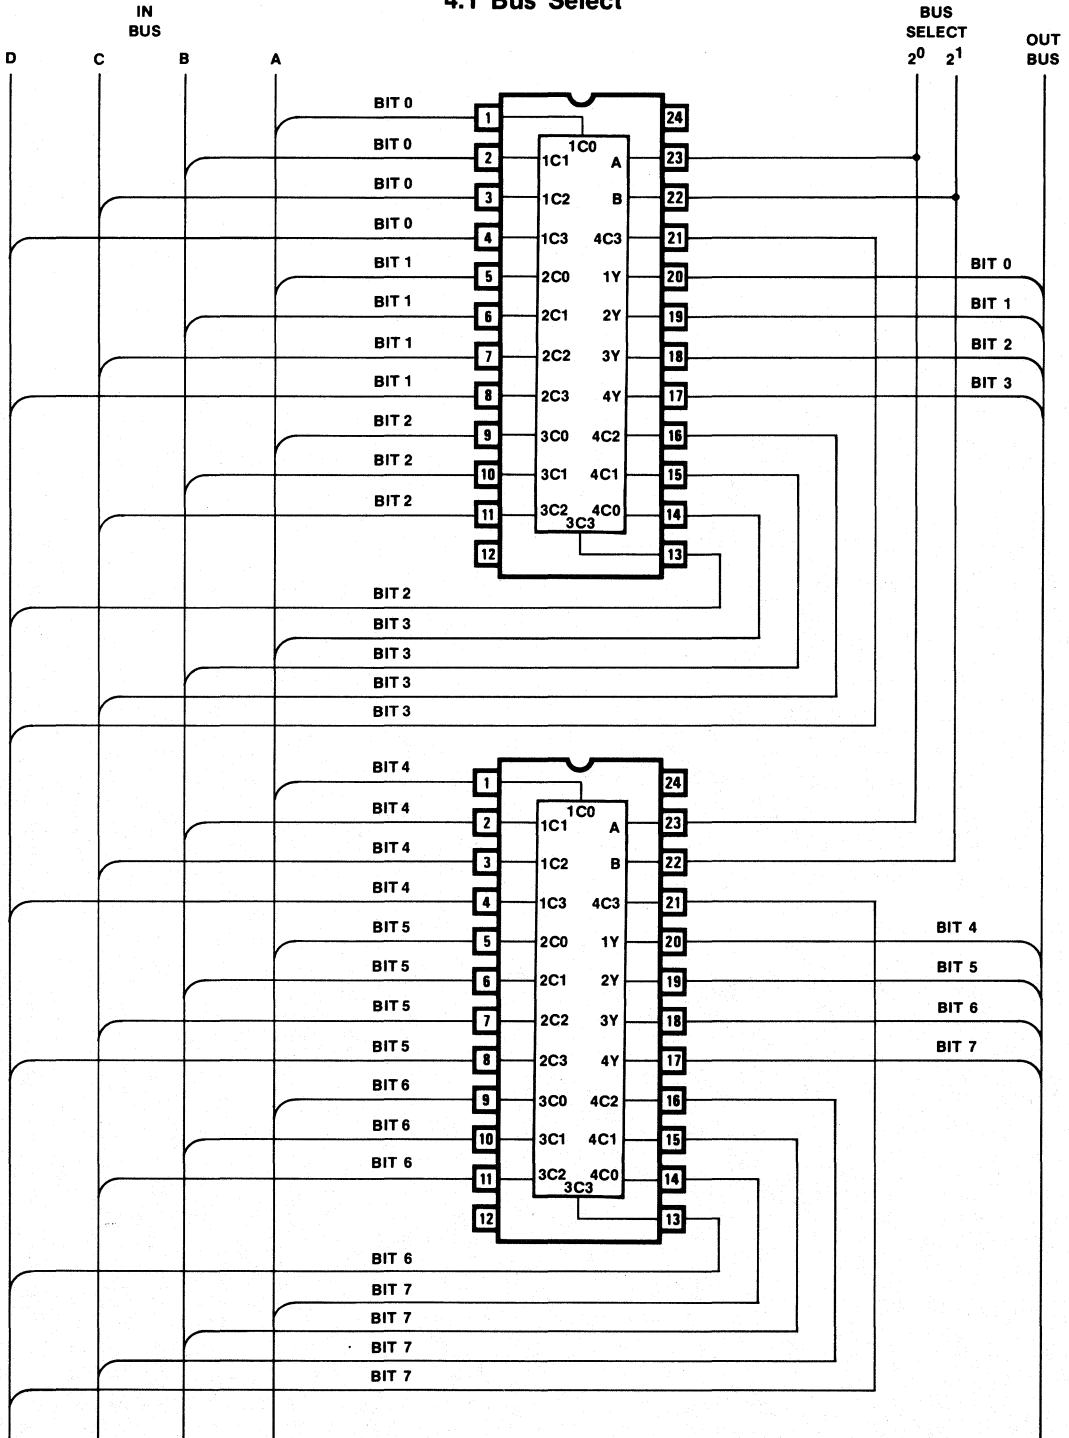 4.1 Bus Select
IN
BUS
D C B A
BUS
SELECT
2⁰ 2¹
OUT
BUS
BIT 0
1 24
1C0
BIT 0
2 1C1 A 23
BIT 0
3 1C2 B 22
BIT 0
4 1C3 4C3 21
BIT 1
5 2C0 1Y 20
BIT 0
BIT 1
6 2C1 2Y 19
BIT 1
BIT 1
7 2C2 3Y 18
BIT 2
BIT 1
8 2C3 4Y 17
BIT 3
BIT 2
9 3C0 4C2 16
BIT 2
10 3C1 4C1 15
BIT 2
11 3C2 4C0 14
3C3
12 13
BIT 2
BIT 3
BIT 3
BIT 3
BIT 3
BIT 4
1 24
1C0
BIT 4
2 1C1 A 23
BIT 4
3 1C2 B 22
BIT 4
4 1C3 4C3 21
BIT 5
5 2C0 1Y 20
BIT 4
BIT 5
6 2C1 2Y 19
BIT 5
BIT 5
7 2C2 3Y 18
BIT 6
BIT 5
8 2C3 4Y 17
BIT 7
BIT 6
9 3C0 4C2 16
BIT 6
10 3C1 4C1 15
BIT 6
11 3C2 4C0 14
3C3
12 13
BIT 6
BIT 7
BIT 7
BIT 7
BIT 7